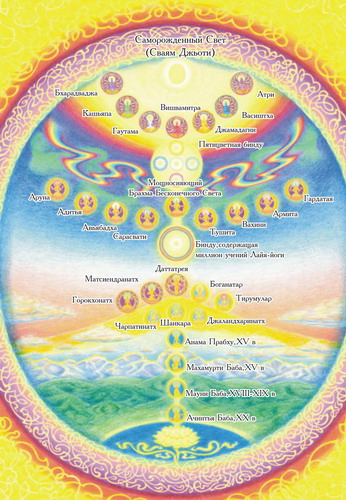 Саморожденный Свет
(Сваям Джьоти)
Бхарадваджа
Атри
Кашьяпа
Вишвамитра
Васиштха
Гаутама
Джамадагни
Пятицветная бинду
Мощносияющий
Брахма Бесконечного Света
Аруна
Гардатая
Адитья
Армита
Авьябадха
Вахини
Сарасвати
Тушита
Бинду,содержащая
миллион учений Лайя-йоги
Даттатрея
Матсиендранатх
Боганатар
Горокхонатх
Тирумулар
Чарпатинатх
Шанкара
Джаландхаринатх
Анама Прабху,XV в
Махамурти Баба,XV в
Мауни Баба,XVIII,XIX в
Ачинтья Баба,XX в